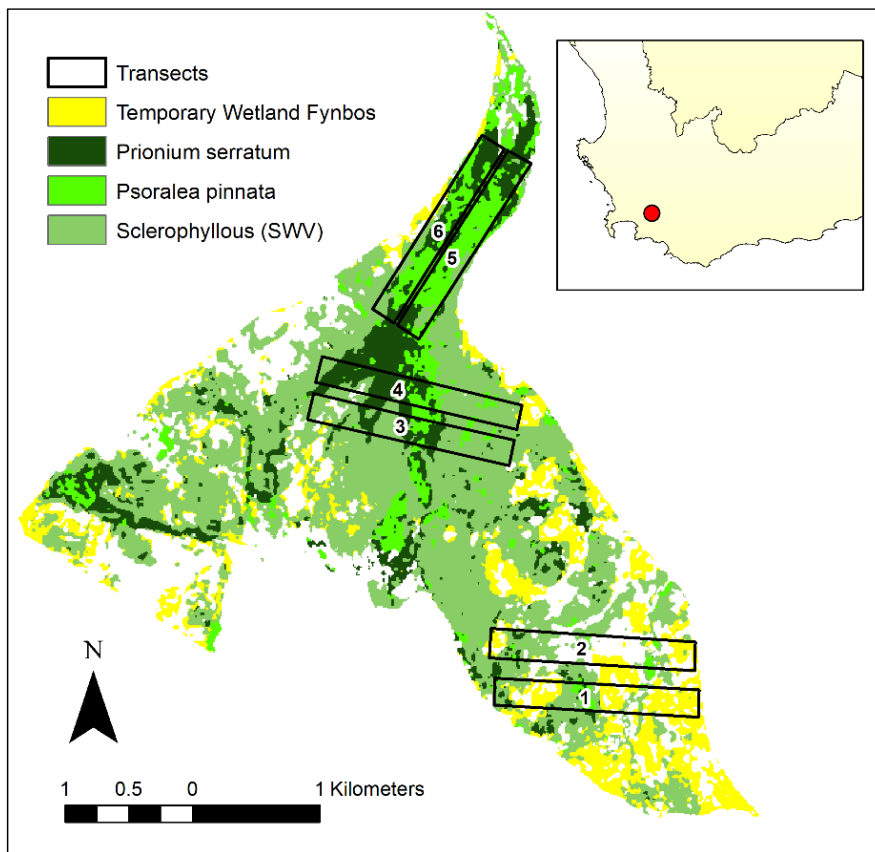 Transects
Temporary Wetland Fynbos
Prionium serratum
Psoralea pinnata
Sclerophyllous (SWV)
6
5
4
3
2
1
N
1 0.5 0 1 Kilometers